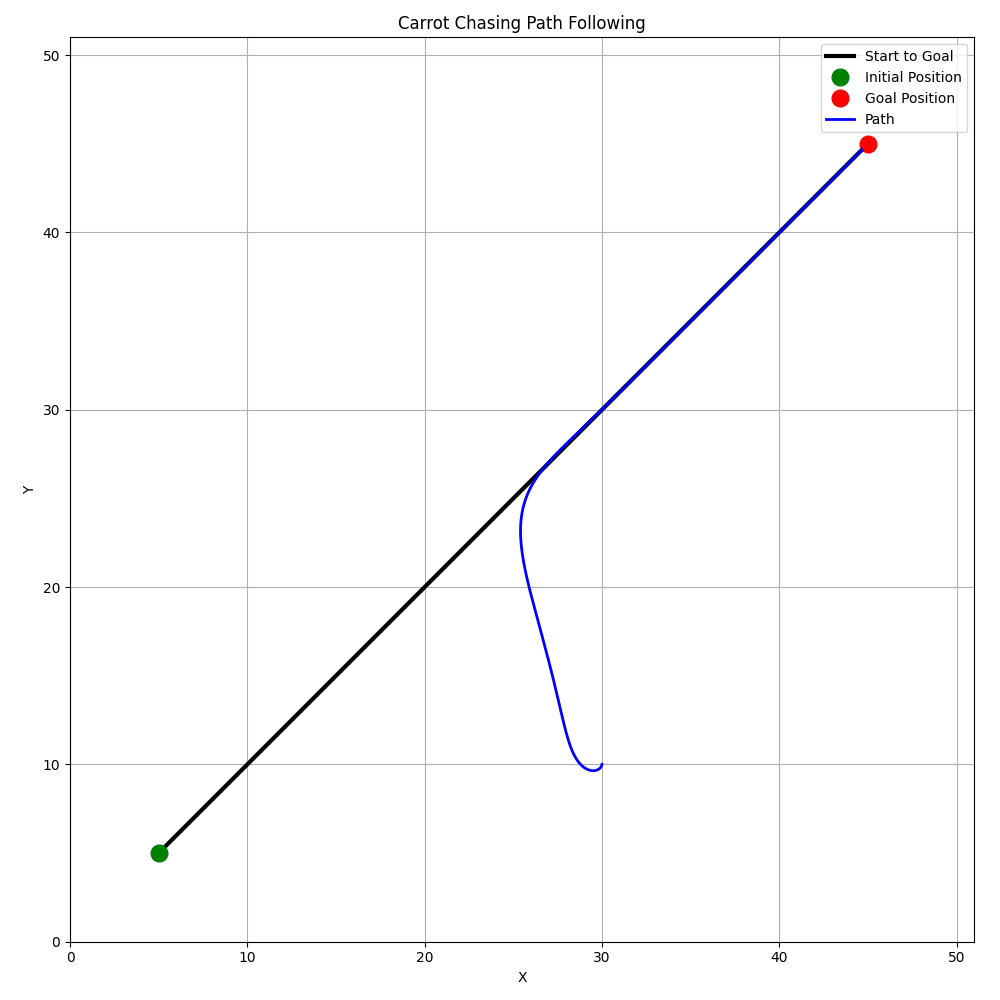 Carrot Chasing Path Following
Start to Goal
Initial Position
Goal Position
Path
50
40
30
20
10
0
Y
0 10 20 30 40 50
X